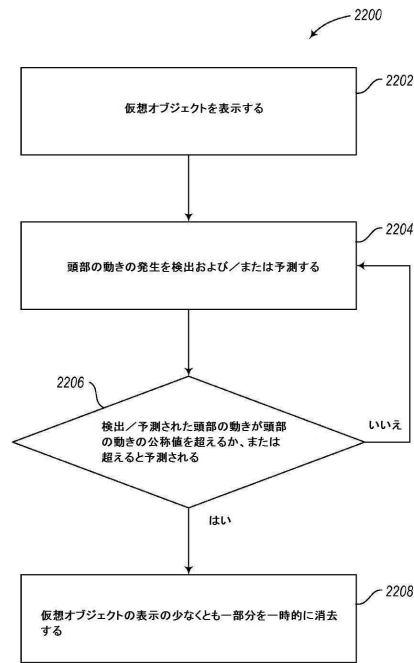 2200
2202
仮想オブジェクトを表示する
2204
頭部の動きの発生を検出および／または予測する
2206
検出／予測された頭部の動きが頭部
の動きの公称値を超えるか、または
超えると予測される
いいえ
はい
2208
仮想オブジェクトの表示の少なくとも一部分を一時的に消去
する